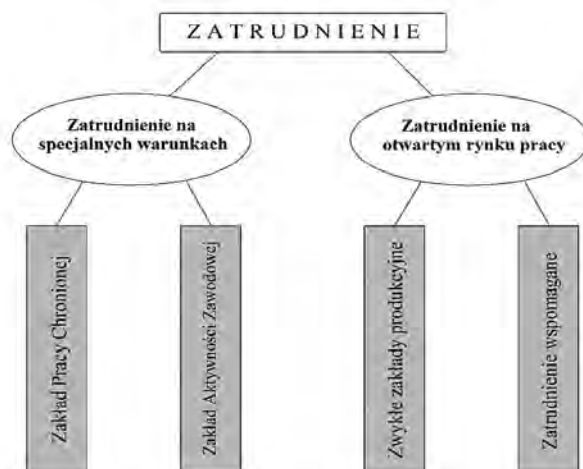 ZATRUDNIENIE
Zatrudnienie na
specjalnych warunkach
Zatrudnienie na
otwartym rynku pracy
Zakład Pracy Chronionej
Zakład Aktywności Zawodowej
Zwykłe zakłady produkcyjne
Zatrudnienie wspomagane